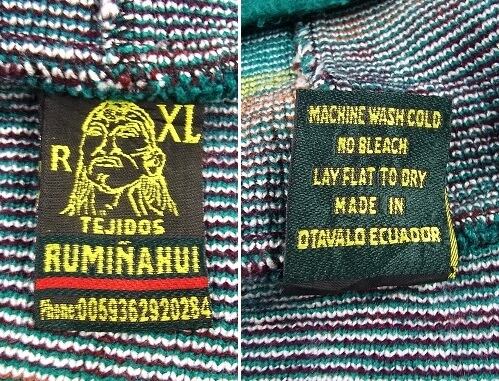 R XL
TEJIDOS
RUMIÑAHUI
Phone:0059362920284
MACHINE WASH COLD
NO BLEACH
LAY FLAT TO DRY
MADE IN
OTAVALO ECUADOR